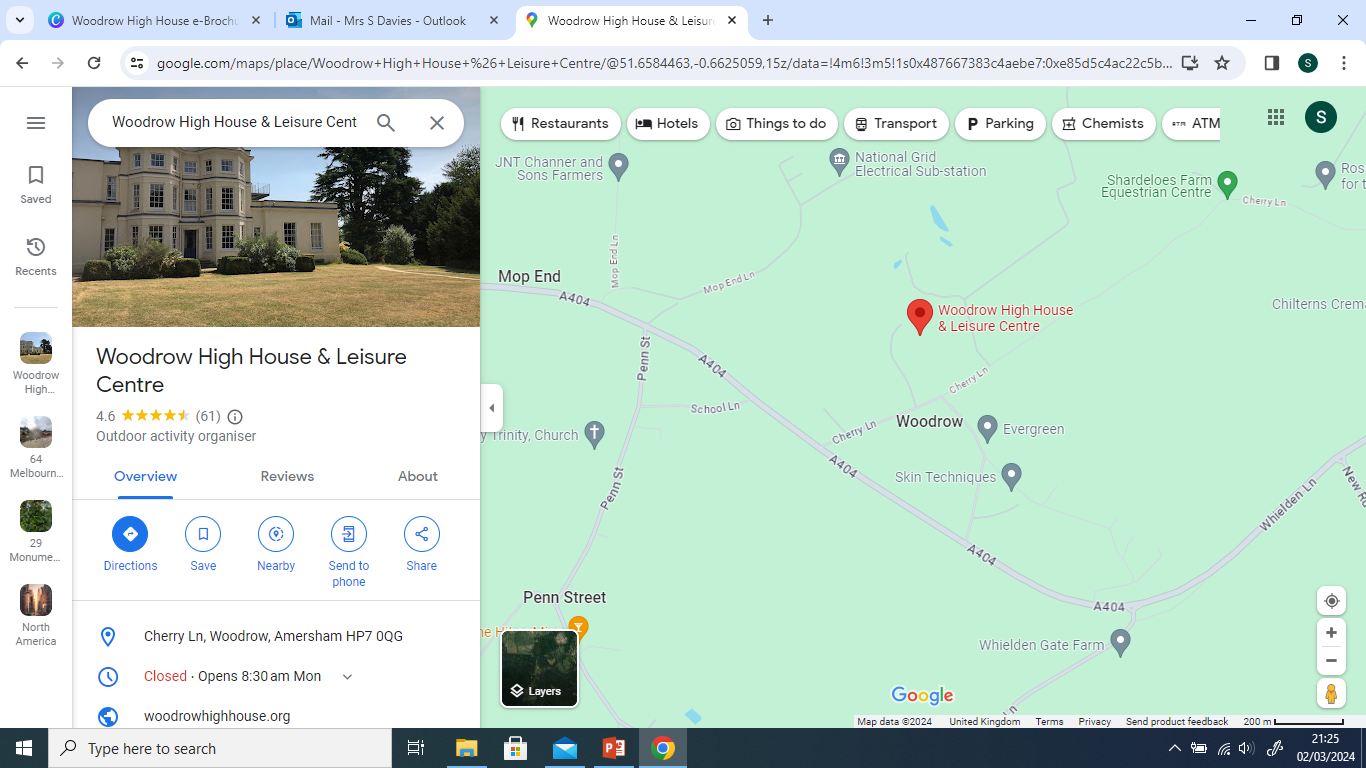 Woodrow High House e-Brochu
Mail - Mrs S Davies - Outlook
Woodrow High House & Leisure
google.com/maps/place/Woodrow+High+House+%26+Leisure+Centre/@51.6584463,-0.6625059,15z/data=!4m6!3m5!1s0x487667383c4aebe7:0xe85d5c4ac22c5b...
S
Woodrow High House & Leisure Cent
Saved
Recents
Woodrow
High...
64
Melbourn...
29
Monume...
North
America
Woodrow High House & Leisure
Centre
4.6 (61)
Outdoor activity organiser
Overview
Reviews
About
Directions
Save
Nearby
Send to
phone
Share
Cherry Ln, Woodrow, Amersham HP7 0QG
Closed · Opens 8:30 am Mon
woodrowhighhouse.org
Restaurants
Hotels
Things to do
Transport
P Parking
Chemists
ATM ATM
S
JNT Channer and
Sons Farmers
National Grid
Electrical Sub-station
Shardeloes Farm
Equestrian Centre
Ros
for t
Cherry Ln
Mop End Ln
Mop End
Mop End Ln
A404
Woodrow High House
& Leisure Centre
Chilterns Crema
Penn St
A404
Cherry Ln
School Ln
Woodrow
Evergreen
y Trinity, Church
Cherry Ln
A404
Skin Techniques
Penn St
Whielden Ln
New R
A404
Penn Street
A404
Whielden Gate Farm
Layers
Google
Ln
Map data ©2024
United Kingdom
Terms
Privacy
Send product feedback
200 m
Type here to search
21:25
02/03/2024